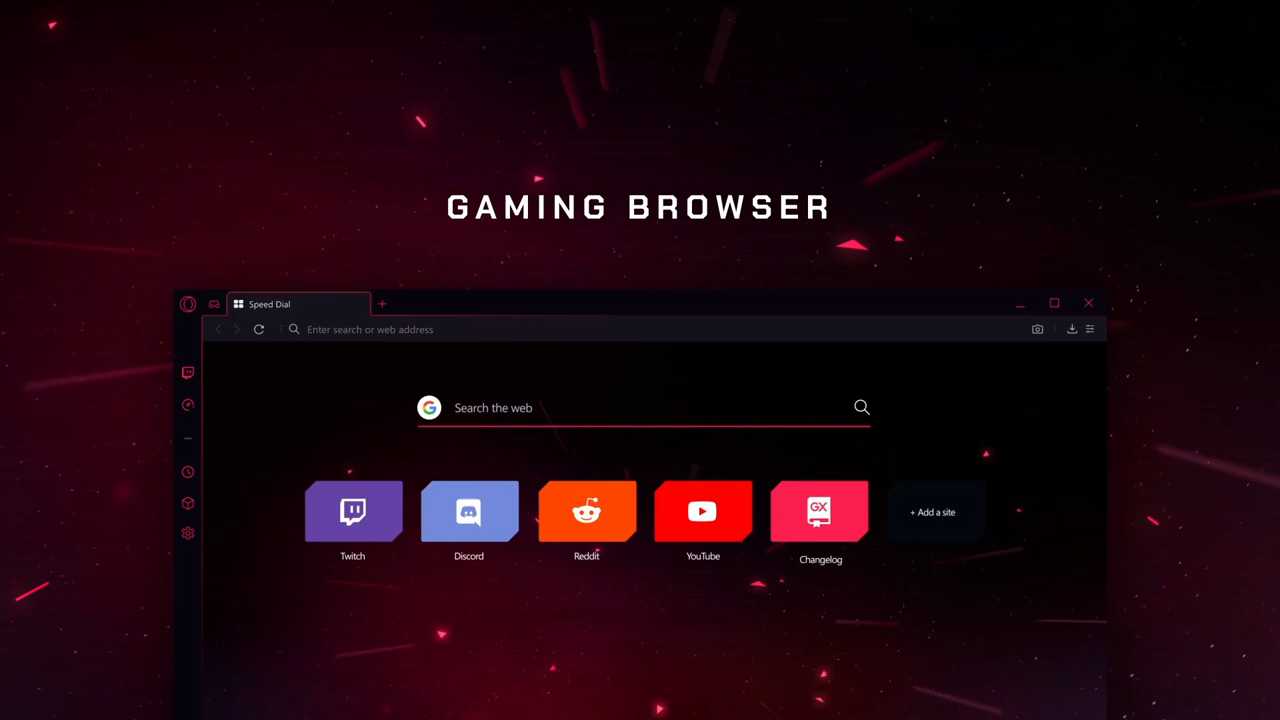 GAMING BROWSER
Speed Dial
Enter search or web address
G
Search the web
GX
+ Add a site
Twitch
Discord
Reddit
YouTube
Changelog